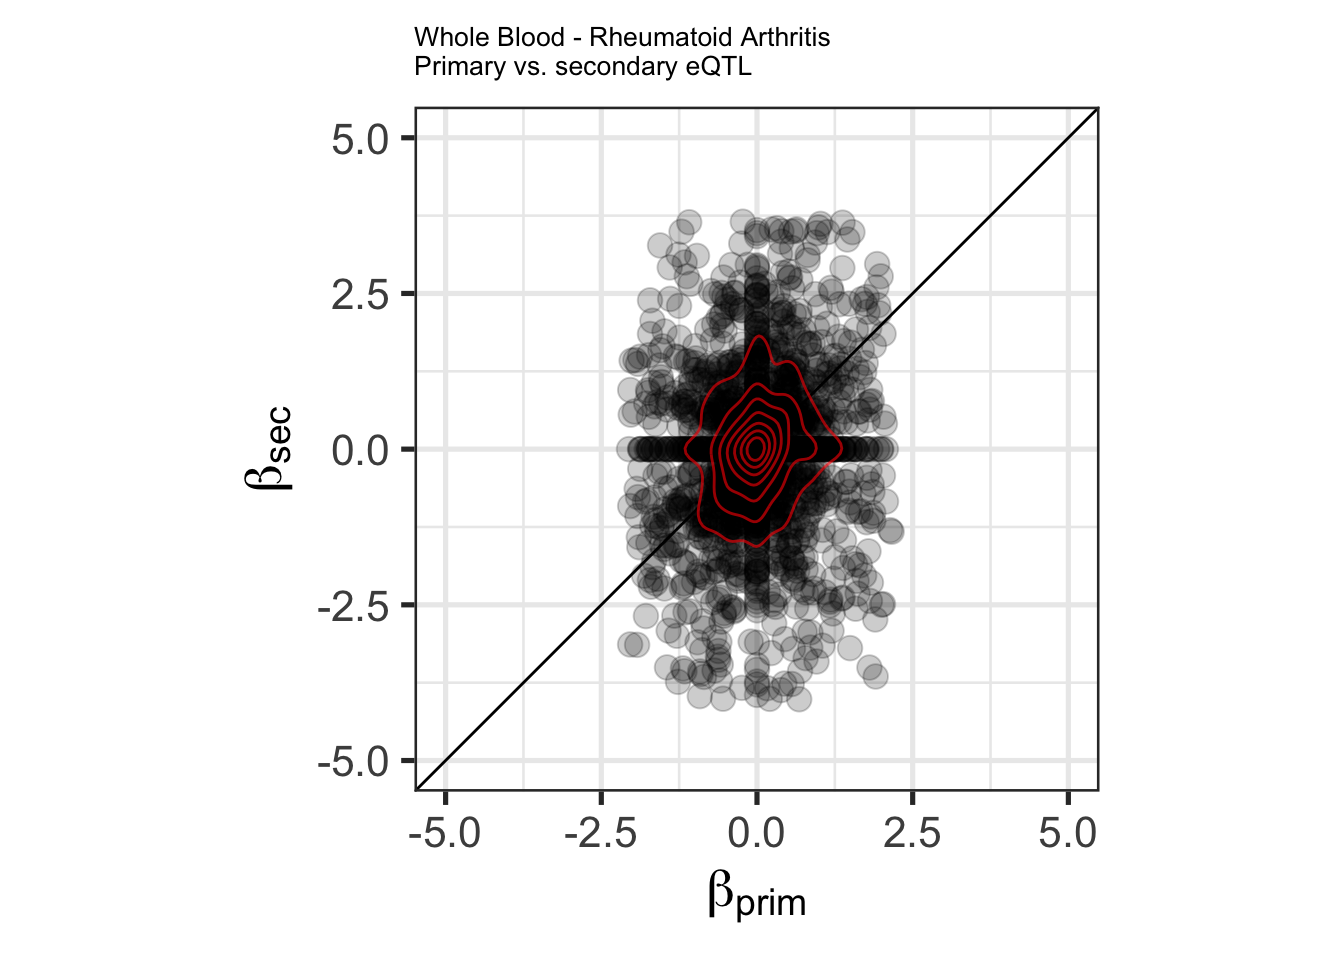 Whole Blood - Rheumatoid Arthritis
Primary vs. secondary eQTL
5.0
2.5
0.0
-2.5
-5.0
βsec
-5.0 -2.5 0.0 2.5 5.0
βprim